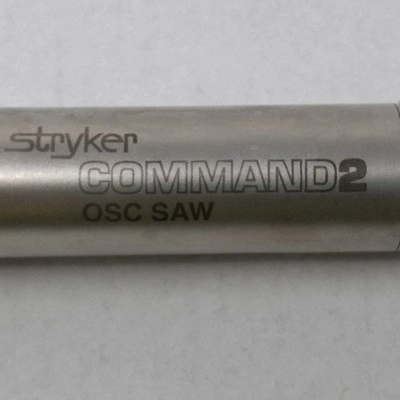 stryker
COMMAND2
OSC SAW